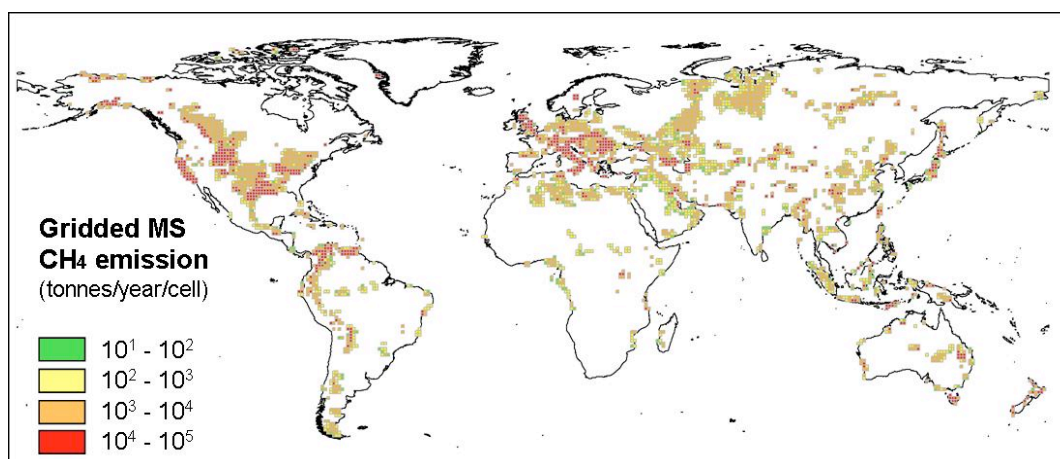 Gridded MS
CH₄ emission
(tonnes/year/cell)
10¹ - 10²
10² - 10³
10³ - 10⁴
10⁴ - 10⁵